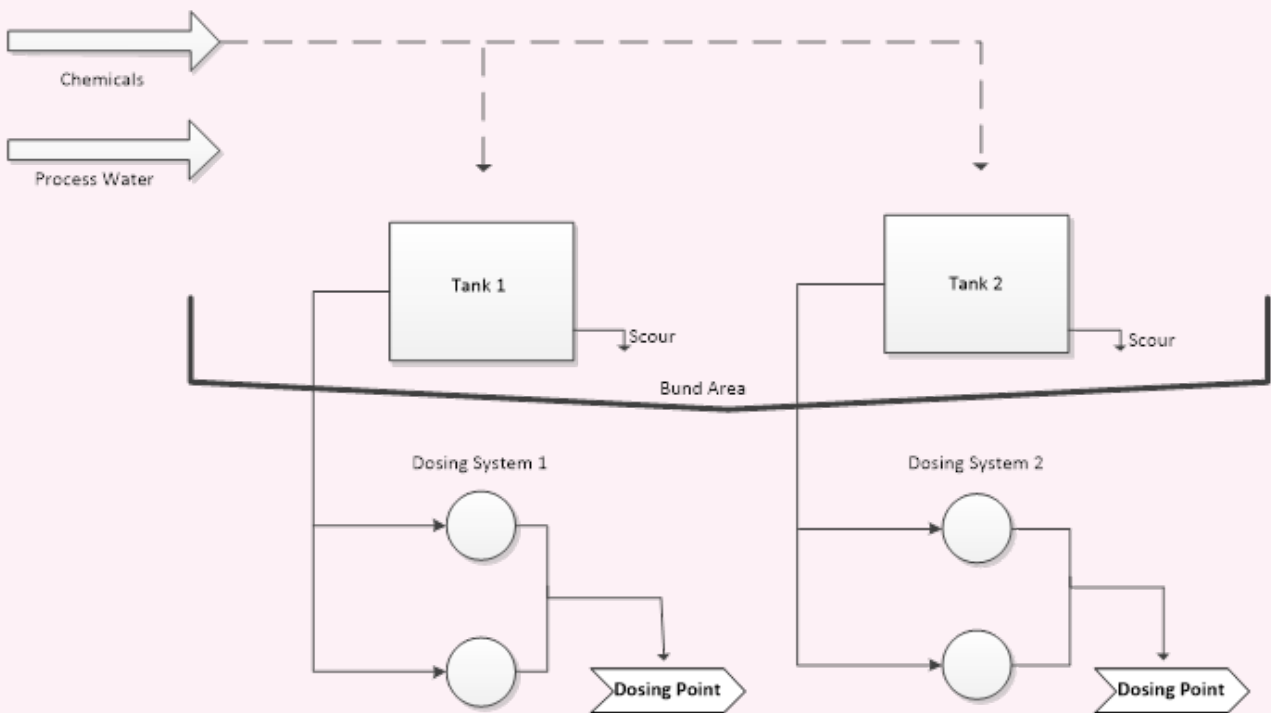 Chemicals
Process Water
Tank 1
Tank 2
Scour
Scour
Bund Area
Dosing System 1
Dosing System 2
Dosing Point
Dosing Point